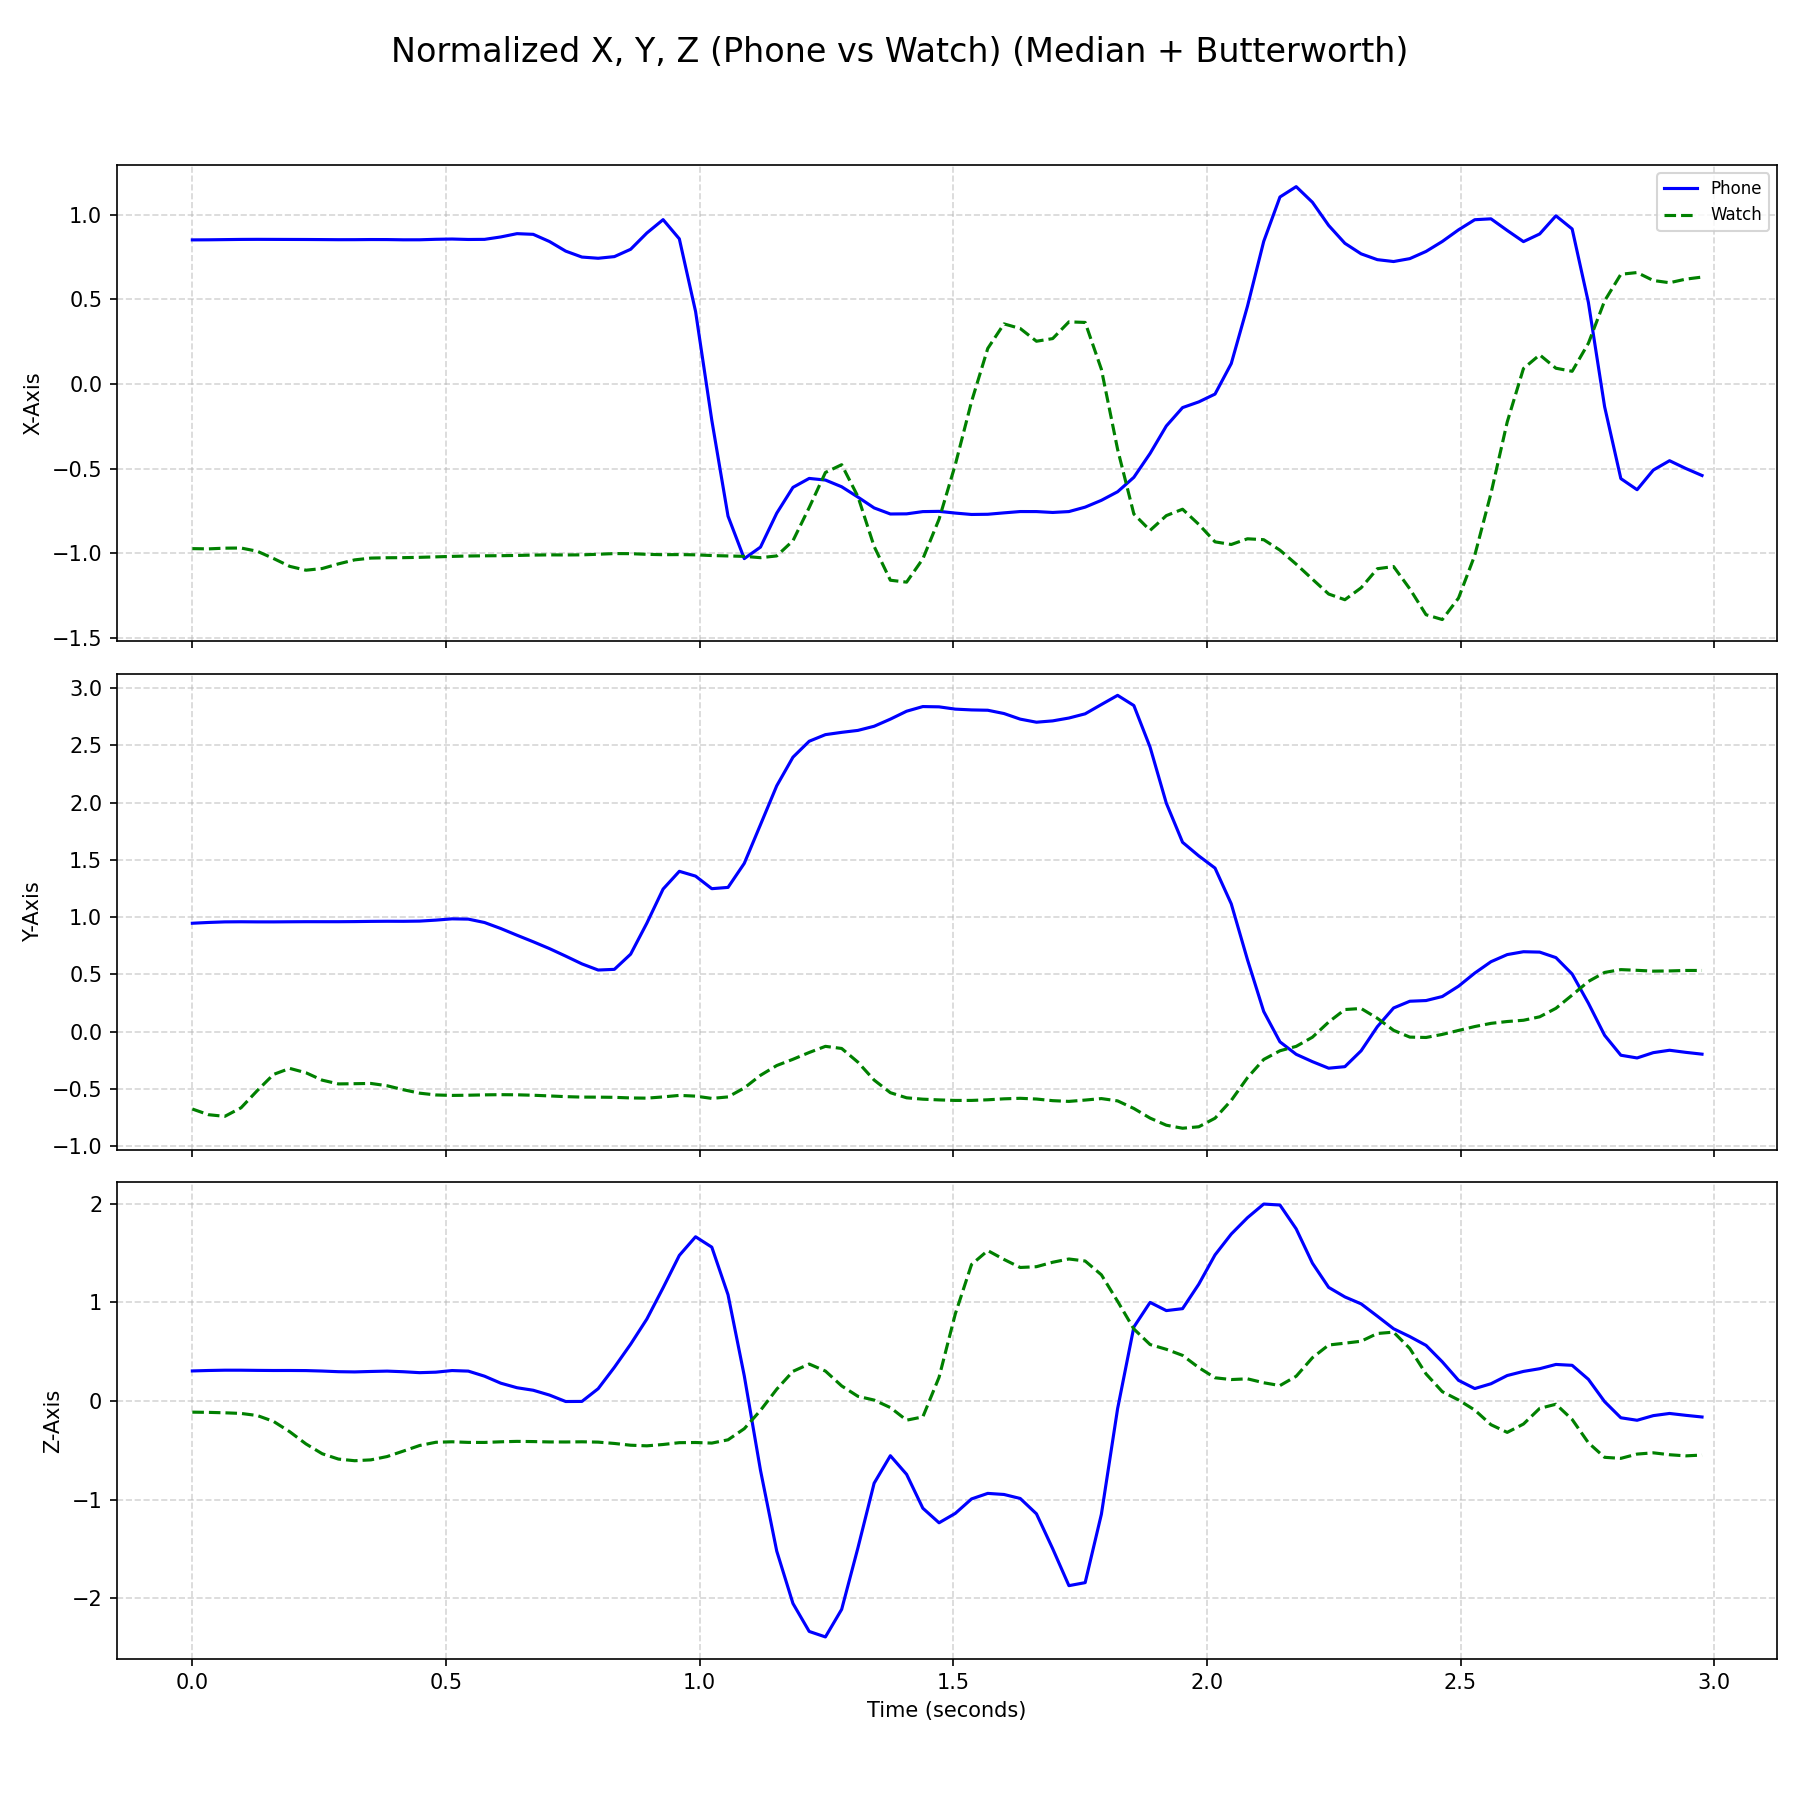 Normalized X, Y, Z (Phone vs Watch) (Median + Butterworth)
Phone
Watch
1.0
0.5
0.0
−0.5
−1.0
−1.5
X-Axis
3.0
2.5
2.0
1.5
1.0
0.5
0.0
−0.5
−1.0
Y-Axis
2
1
0
−1
−2
Z-Axis
0.0 0.5 1.0 1.5 2.0 2.5 3.0
Time (seconds)